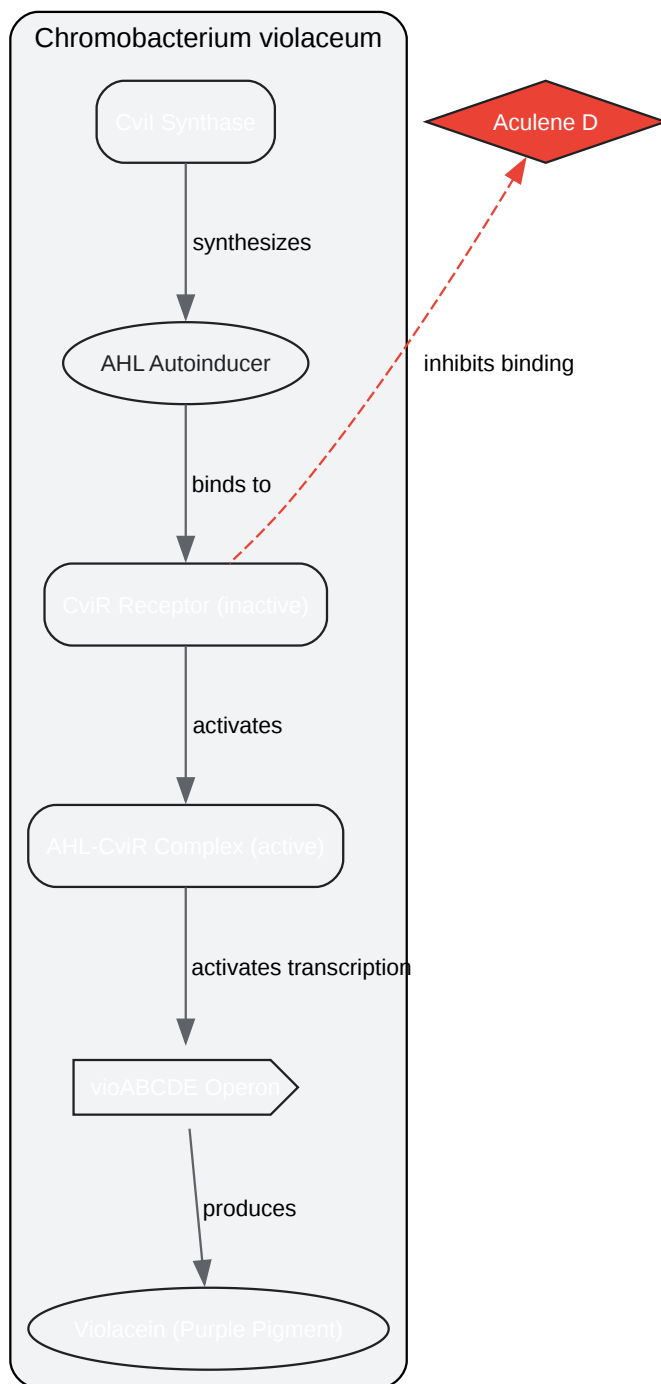 Chromobacterium violaceum
CviI Synthase
Aculene D
synthesizes
AHL Autoinducer
inhibits binding
binds to
CviR Receptor (inactive)
activates
AHL-CviR Complex (active)
activates transcription
vioABCDE Operon
produces
Violacein (Purple Pigment)